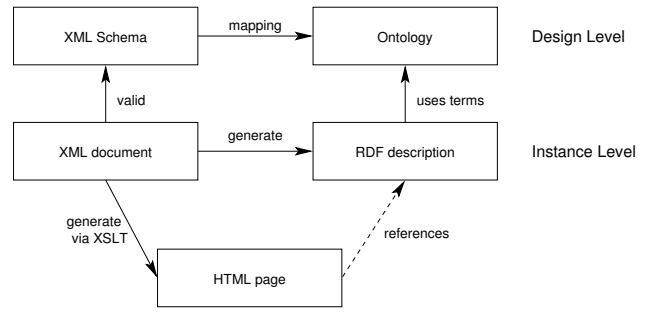 XML Schema
mapping
Ontology
Design Level
valid
uses terms
XML document
generate
RDF description
Instance Level
generate
via XSLT
references
HTML page